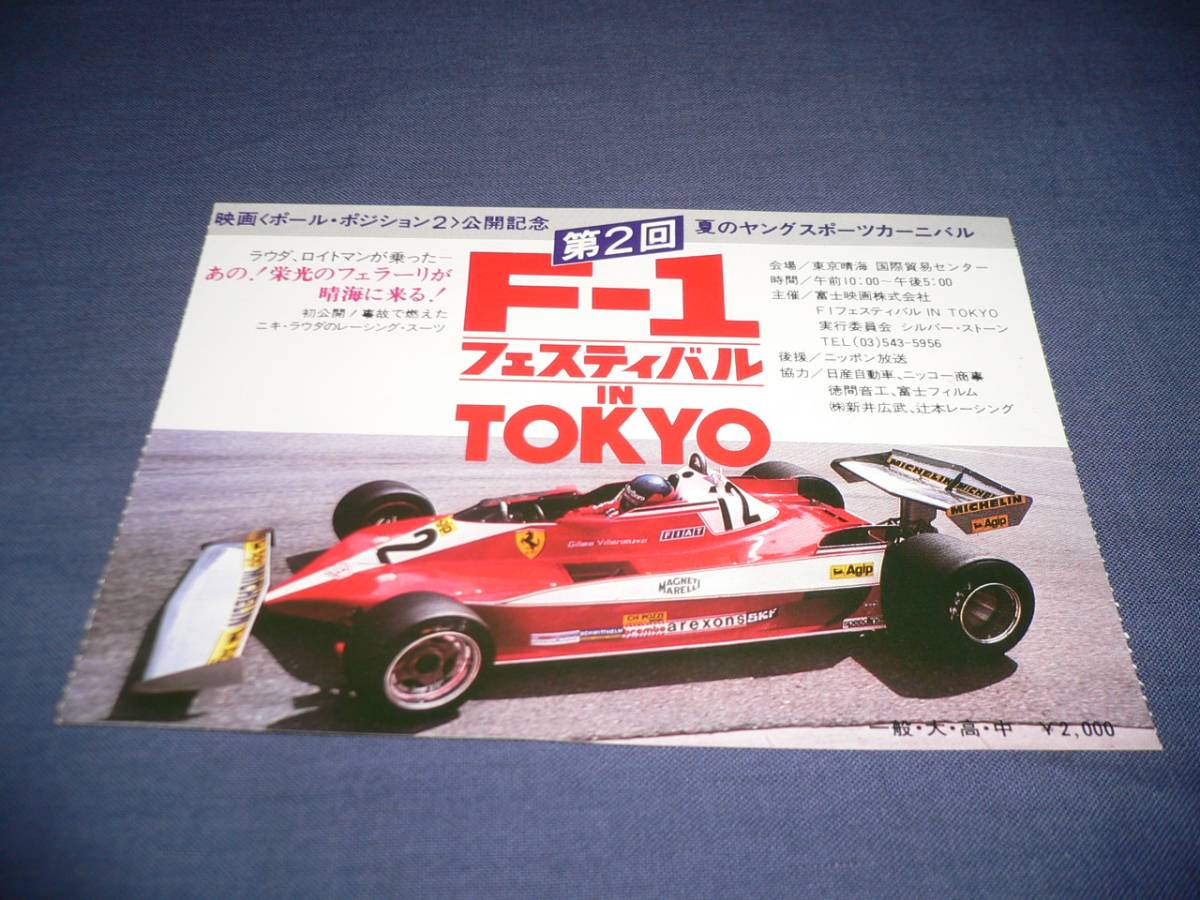 映画〈ポール・ポジション2〉公開記念
第2回
夏のヤングスポーツカーニバル
ラウダ、ロイトマンが乗った—
あの!栄光のフェラーリが
晴海に来る!
初公開!事故で燃えた
ニキ・ラウダのレーシング・スーツ
F-1
フェスティバル
IN
TOKYO
会場/東京晴海 国際貿易センター
時間/午前10:00〜午後5:00
主催/富士映画株式会社
F1フェスティバル IN TOKYO
実行委員会 シルバー・ストーン
TEL(03)543-5956
後援/ニッポン放送
協力/日産自動車、ニッコー商事
徳間音工、富士フィルム
㈱新井広武、辻本レーシング
MICHELIN
MICHELIN
MICHELIN
Agip
12
FIAT
Gilles Villeneuve
2
MAGNETI
MARELLI
Agip
arexons
SKF
MICHELIN
一般・大・高・中 ¥2,000